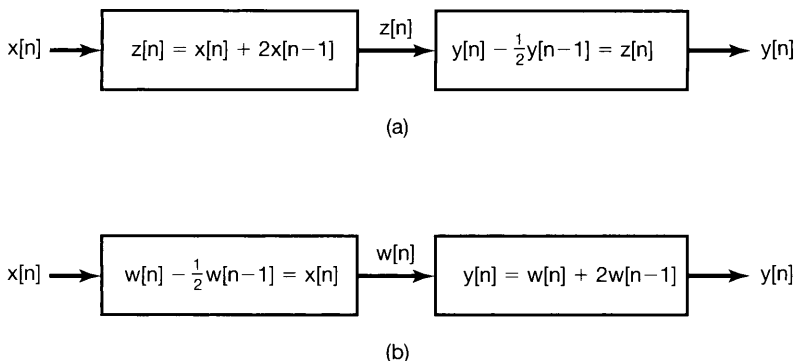 z[n]
x[n] z[n] = x[n] + 2x[n−1] y[n] − ½y[n−1] = z[n] y[n]
(a)
w[n]
x[n] w[n] − ½w[n−1] = x[n] y[n] = w[n] + 2w[n−1] y[n]
(b)